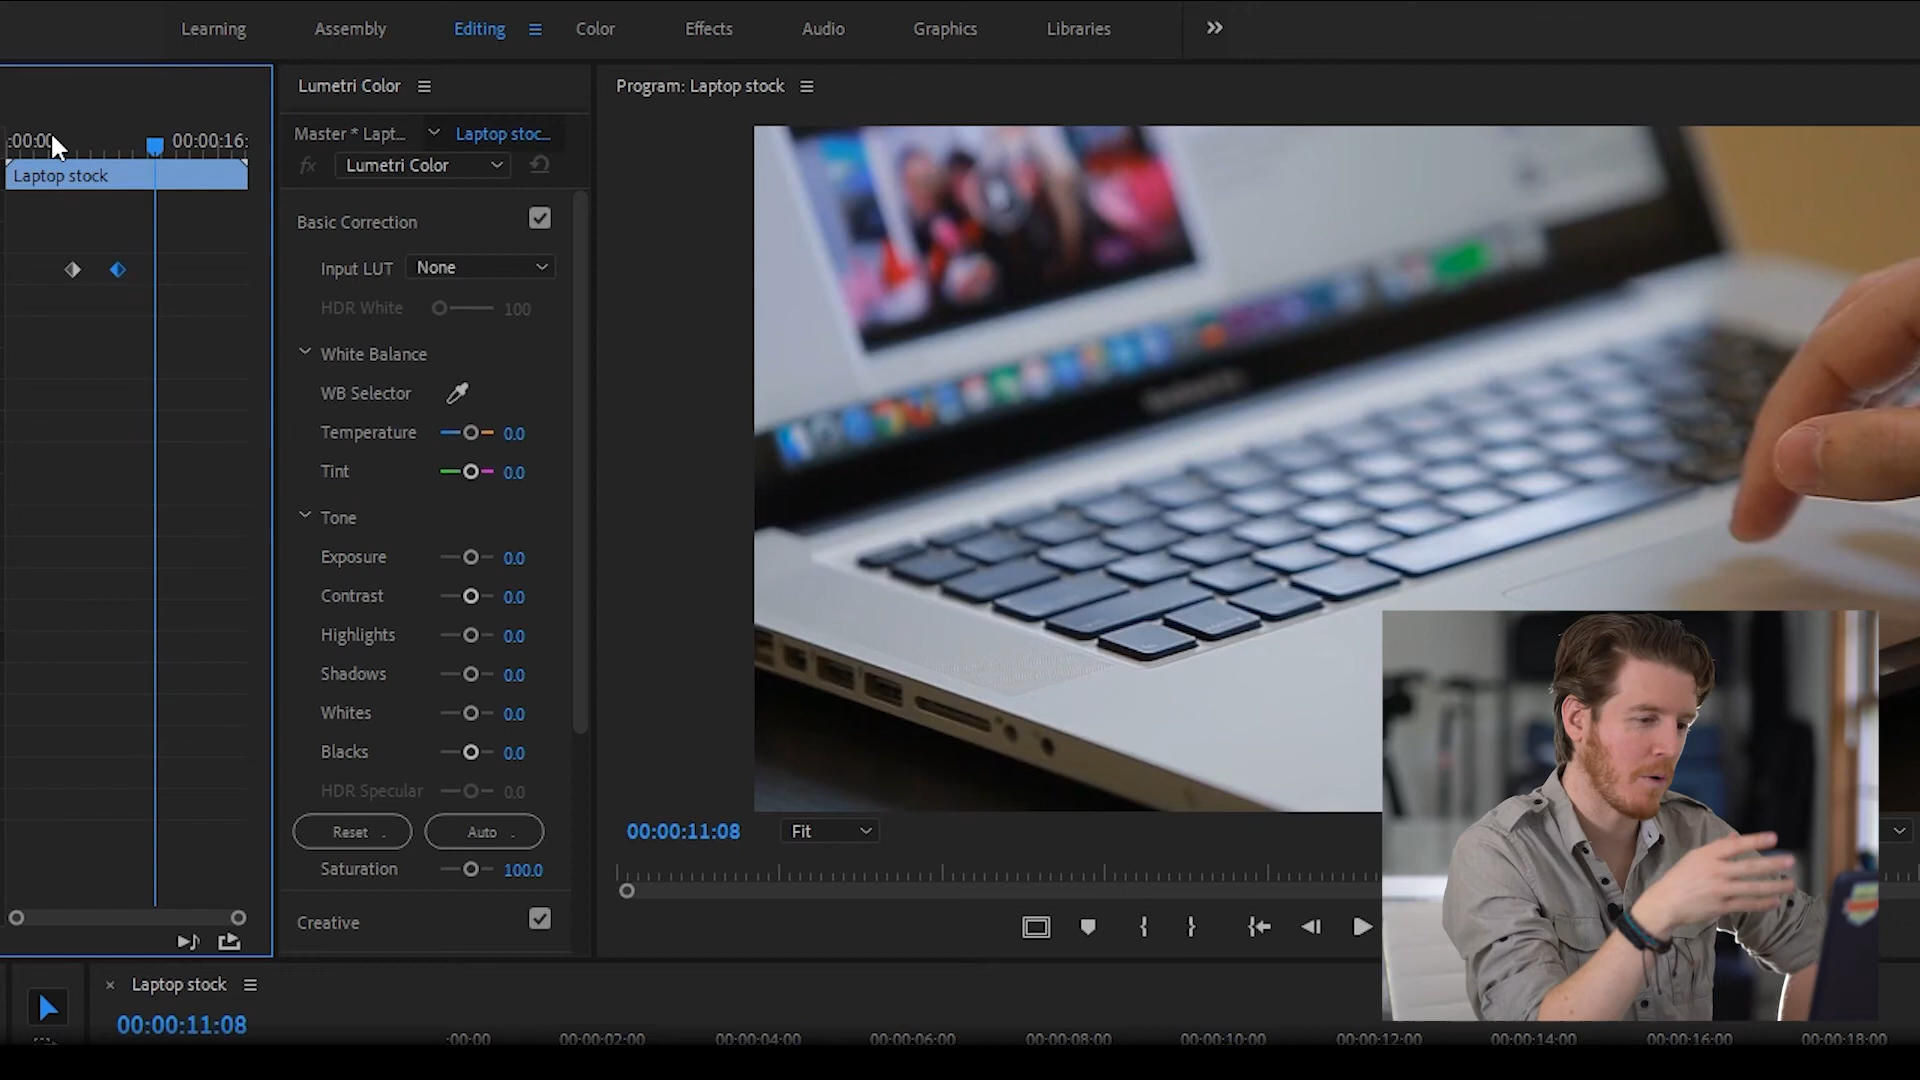 Learning Assembly Editing Color Effects Audio Graphics Libraries
Lumetri Color
Program: Laptop stock
:00:00
00:00:16:
Master * Lapt...
Laptop stoc...
fx Lumetri Color
Laptop stock
Basic Correction
Input LUT None
HDR White 100
White Balance
WB Selector
Temperature 0.0
Tint 0.0
Tone
Exposure 0.0
Contrast 0.0
Highlights 0.0
Shadows 0.0
Whites 0.0
Blacks 0.0
HDR Specular 0.0
Reset Auto
Saturation 100.0
Creative
00:00:11:08 Fit
× Laptop stock
00:00:11:08
:00:00 00:00:02:00 00:00:04:00 00:00:06:00 00:00:08:00 00:00:10:00 00:00:12:00 00:00:14:00 00:00:16:00 00:00:18:00